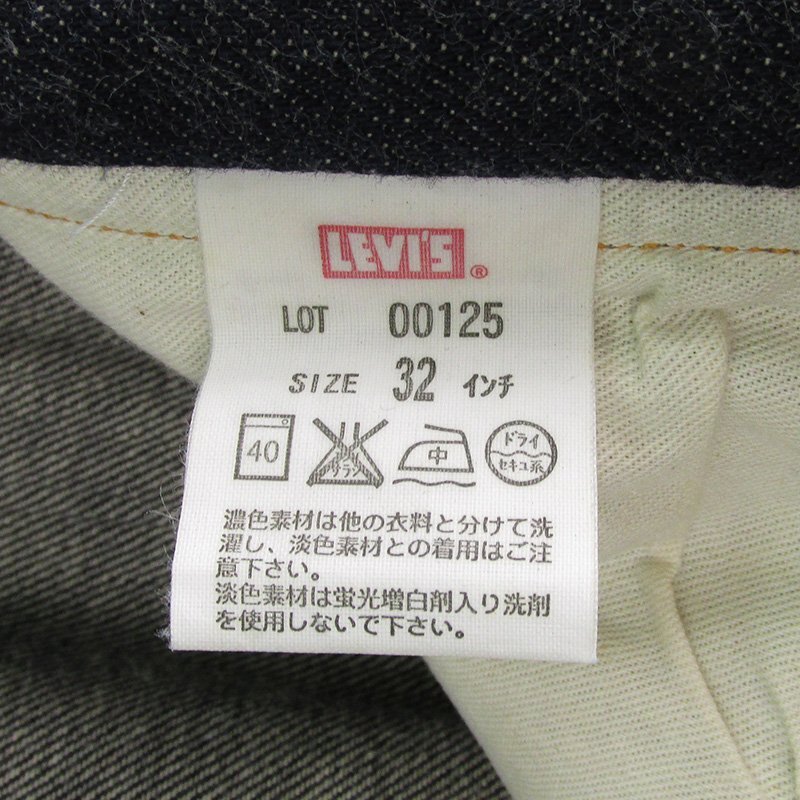 LEVI'S®
LOT 00125
SIZE 32 インチ
40 サラシ 中 ドライ
セキユ系
濃色素材は他の衣料と分けて洗
濯し、淡色素材との着用はご注
意下さい。
淡色素材は蛍光増白剤入り洗剤
を使用しないで下さい。